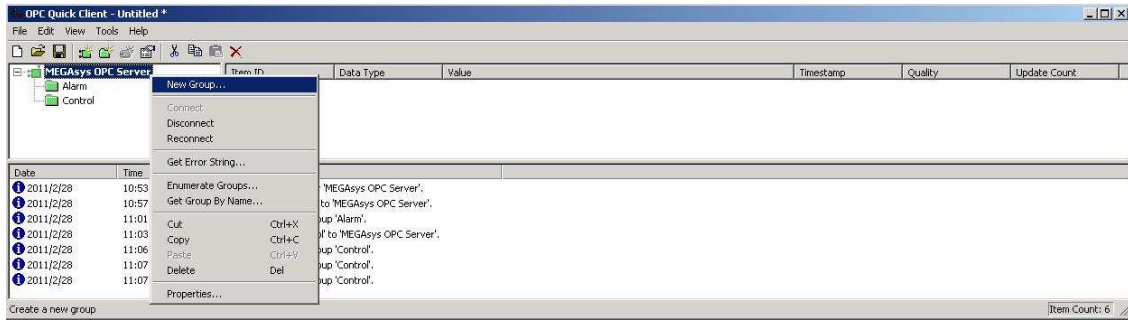 OPC Quick Client - Untitled *
File Edit View Tools Help
MEGAsys OPC Server
Item ID Data Type Value Timestamp Quality Update Count
Alarm
Control
New Group...
Connect
Disconnect
Reconnect
Get Error String...
Enumerate Groups...
Get Group By Name...
Cut Ctrl+X
Copy Ctrl+C
Paste Ctrl+V
Delete Del
Properties...
Date Time
2011/2/28 10:53 'MEGAsys OPC Server'.
2011/2/28 10:57 to 'MEGAsys OPC Server'.
2011/2/28 11:01 up 'Alarm'.
2011/2/28 11:03 ol' to 'MEGAsys OPC Server'.
2011/2/28 11:06 up 'Control'.
2011/2/28 11:07 up 'Control'.
2011/2/28 11:07 up 'Control'.
Create a new group Item Count: 6